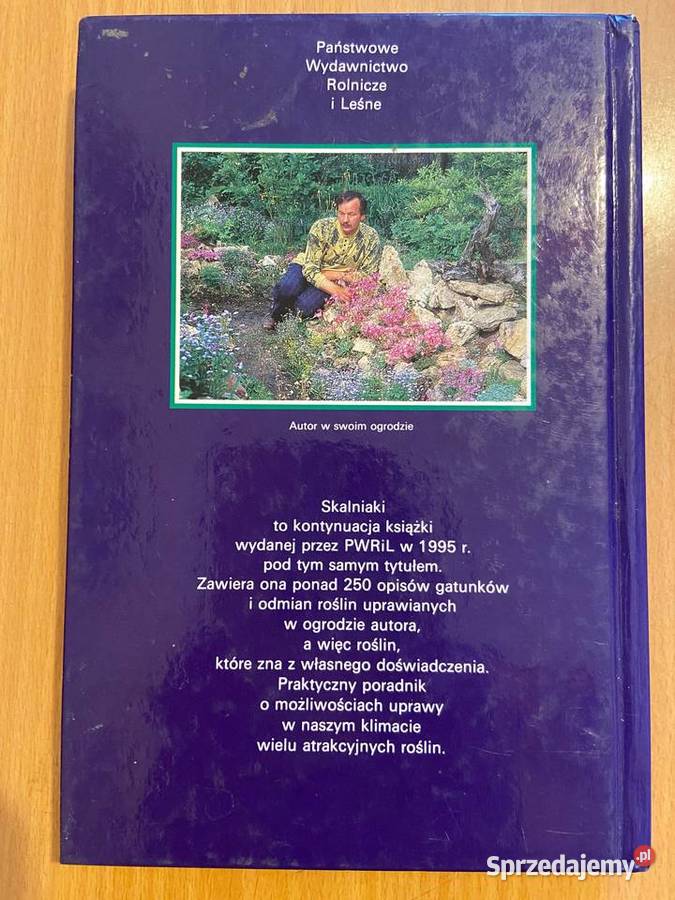 Państwowe
Wydawnictwo
Rolnicze
i Leśne
Autor w swoim ogrodzie
Skalniaki
to kontynuacja książki
wydanej przez PWRiL w 1995 r.
pod tym samym tytułem.
Zawiera ona ponad 250 opisów gatunków
i odmian roślin uprawianych
w ogrodzie autora,
a więc roślin,
które zna z własnego doświadczenia.
Praktyczny poradnik
o możliwościach uprawy
w naszym klimacie
wielu atrakcyjnych roślin.
Sprzedajemy.pl